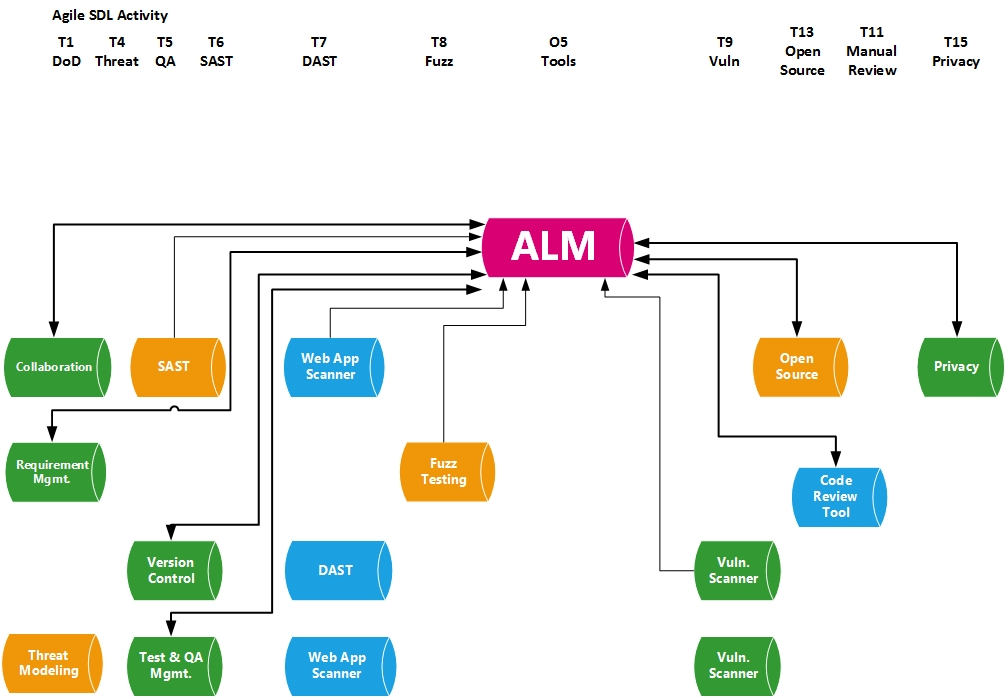 Agile SDL Activity
T1
DoD
T4
Threat
T5
QA
T6
SAST
T7
DAST
T8
Fuzz
O5
Tools
T9
Vuln
T13
Open
Source
T11
Manual
Review
T15
Privacy
ALM
Collaboration
SAST
Web App
Scanner
Open
Source
Privacy
Requirement
Mgmt.
Fuzz
Testing
Code
Review
Tool
Version
Control
DAST
Vuln.
Scanner
Threat
Modeling
Test & QA
Mgmt.
Web App
Scanner
Vuln.
Scanner